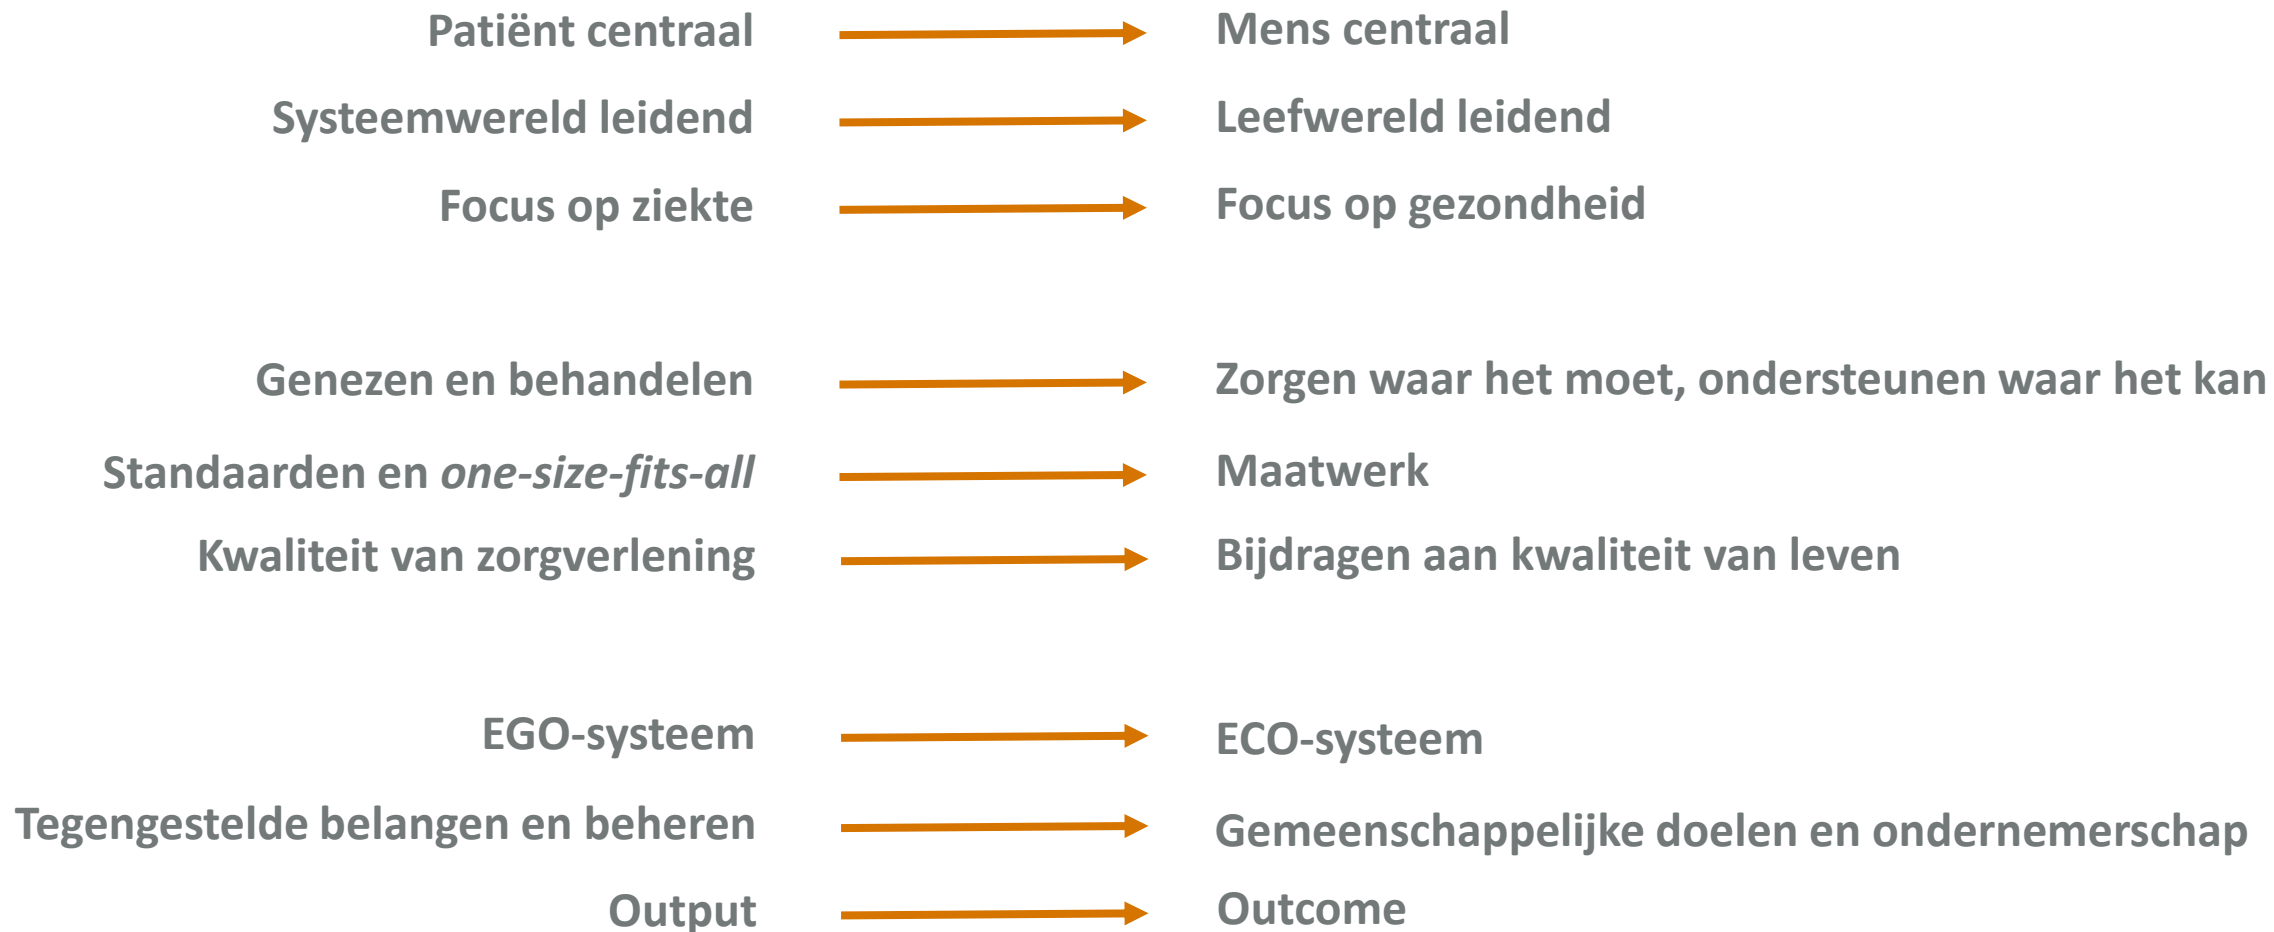 Patiënt centraal Mens centraal
Systeemwereld leidend Leefwereld leidend
Focus op ziekte Focus op gezondheid
Genezen en behandelen Zorgen waar het moet, ondersteunen waar het kan
Standaarden en one-size-fits-all Maatwerk
Kwaliteit van zorgverlening Bijdragen aan kwaliteit van leven
EGO-systeem ECO-systeem
Tegengestelde belangen en beheren Gemeenschappelijke doelen en ondernemerschap
Output Outcome